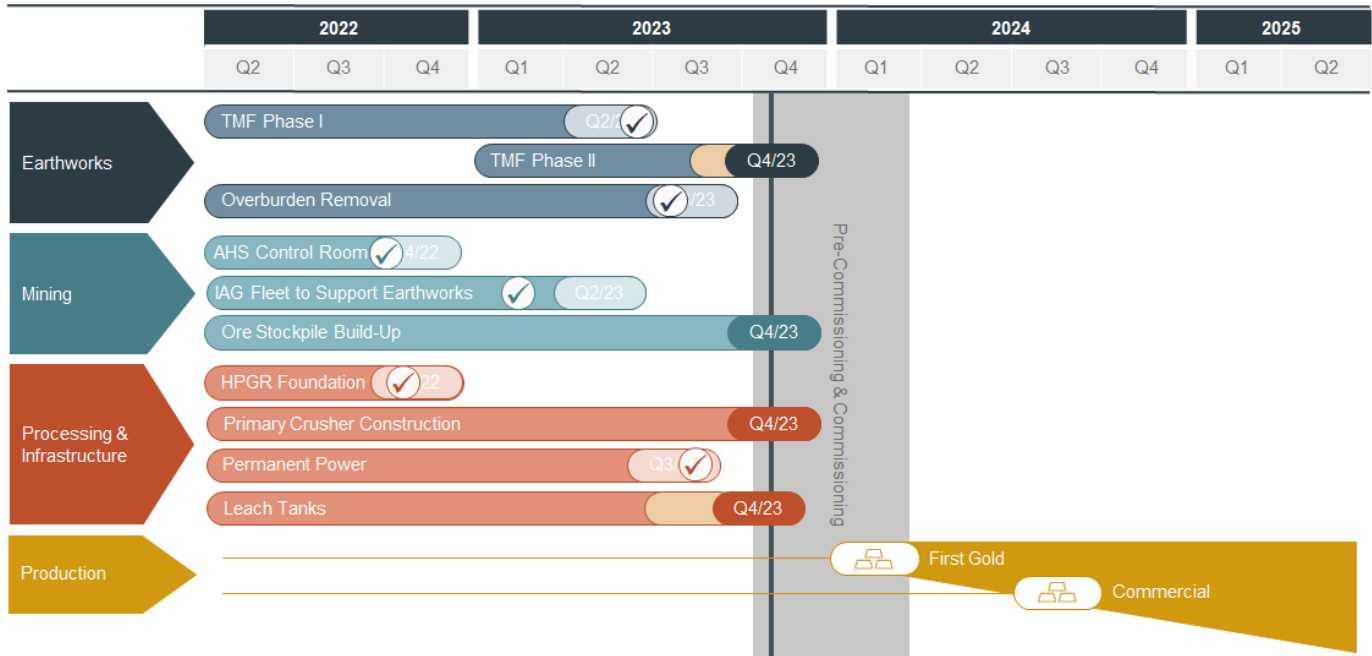 2022 2023 2024 2025
Q2 Q3 Q4 Q1 Q2 Q3 Q4 Q1 Q2 Q3 Q4 Q1 Q2
Earthworks
TMF Phase I
TMF Phase II Q4/23
Overburden Removal
Mining
AHS Control Room
IAG Fleet to Support Earthworks Q2/23
Ore Stockpile Build-Up Q4/23
Processing &
Infrastructure
HPGR Foundation
Primary Crusher Construction Q4/23
Permanent Power
Leach Tanks Q4/23
Pre-Commissioning & Commissioning
Production
First Gold
Commercial